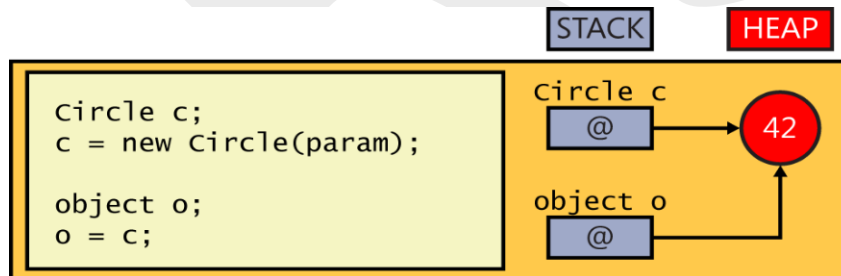 STACK HEAP
Circle c;
c = new Circle(param);
object o;
o = c;
Circle c
@
42
object o
@